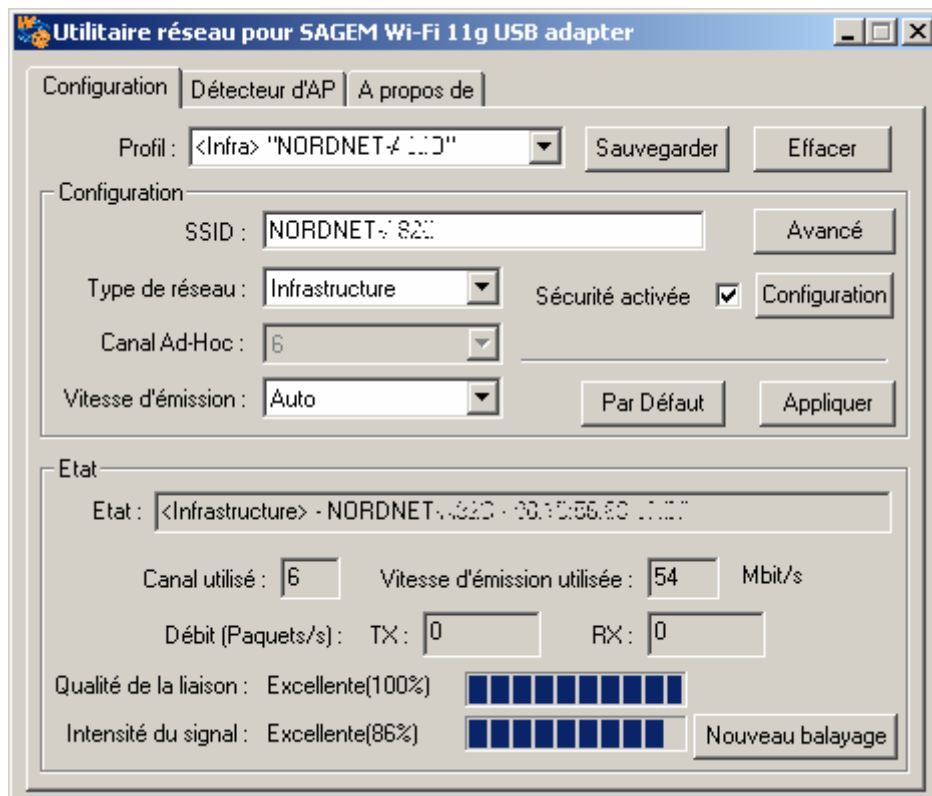 Utilitaire réseau pour SAGEM Wi-Fi 11g USB adapter
Configuration Détecteur d'AP A propos de
Profil : <Infra> "NORDNET- Sauvegarder Effacer
Configuration
SSID : NORDNET- Avancé
Type de réseau : Infrastructure Sécurité activée Configuration
Canal Ad-Hoc : 6
Vitesse d'émission : Auto Par Défaut Appliquer
Etat
Etat : <Infrastructure> - NORDNET-
Canal utilisé : 6 Vitesse d'émission utilisée : 54 Mbit/s
Débit (Paquets/s) : TX : 0 RX : 0
Qualité de la liaison : Excellente(100%)
Intensité du signal : Excellente(86%) Nouveau balayage